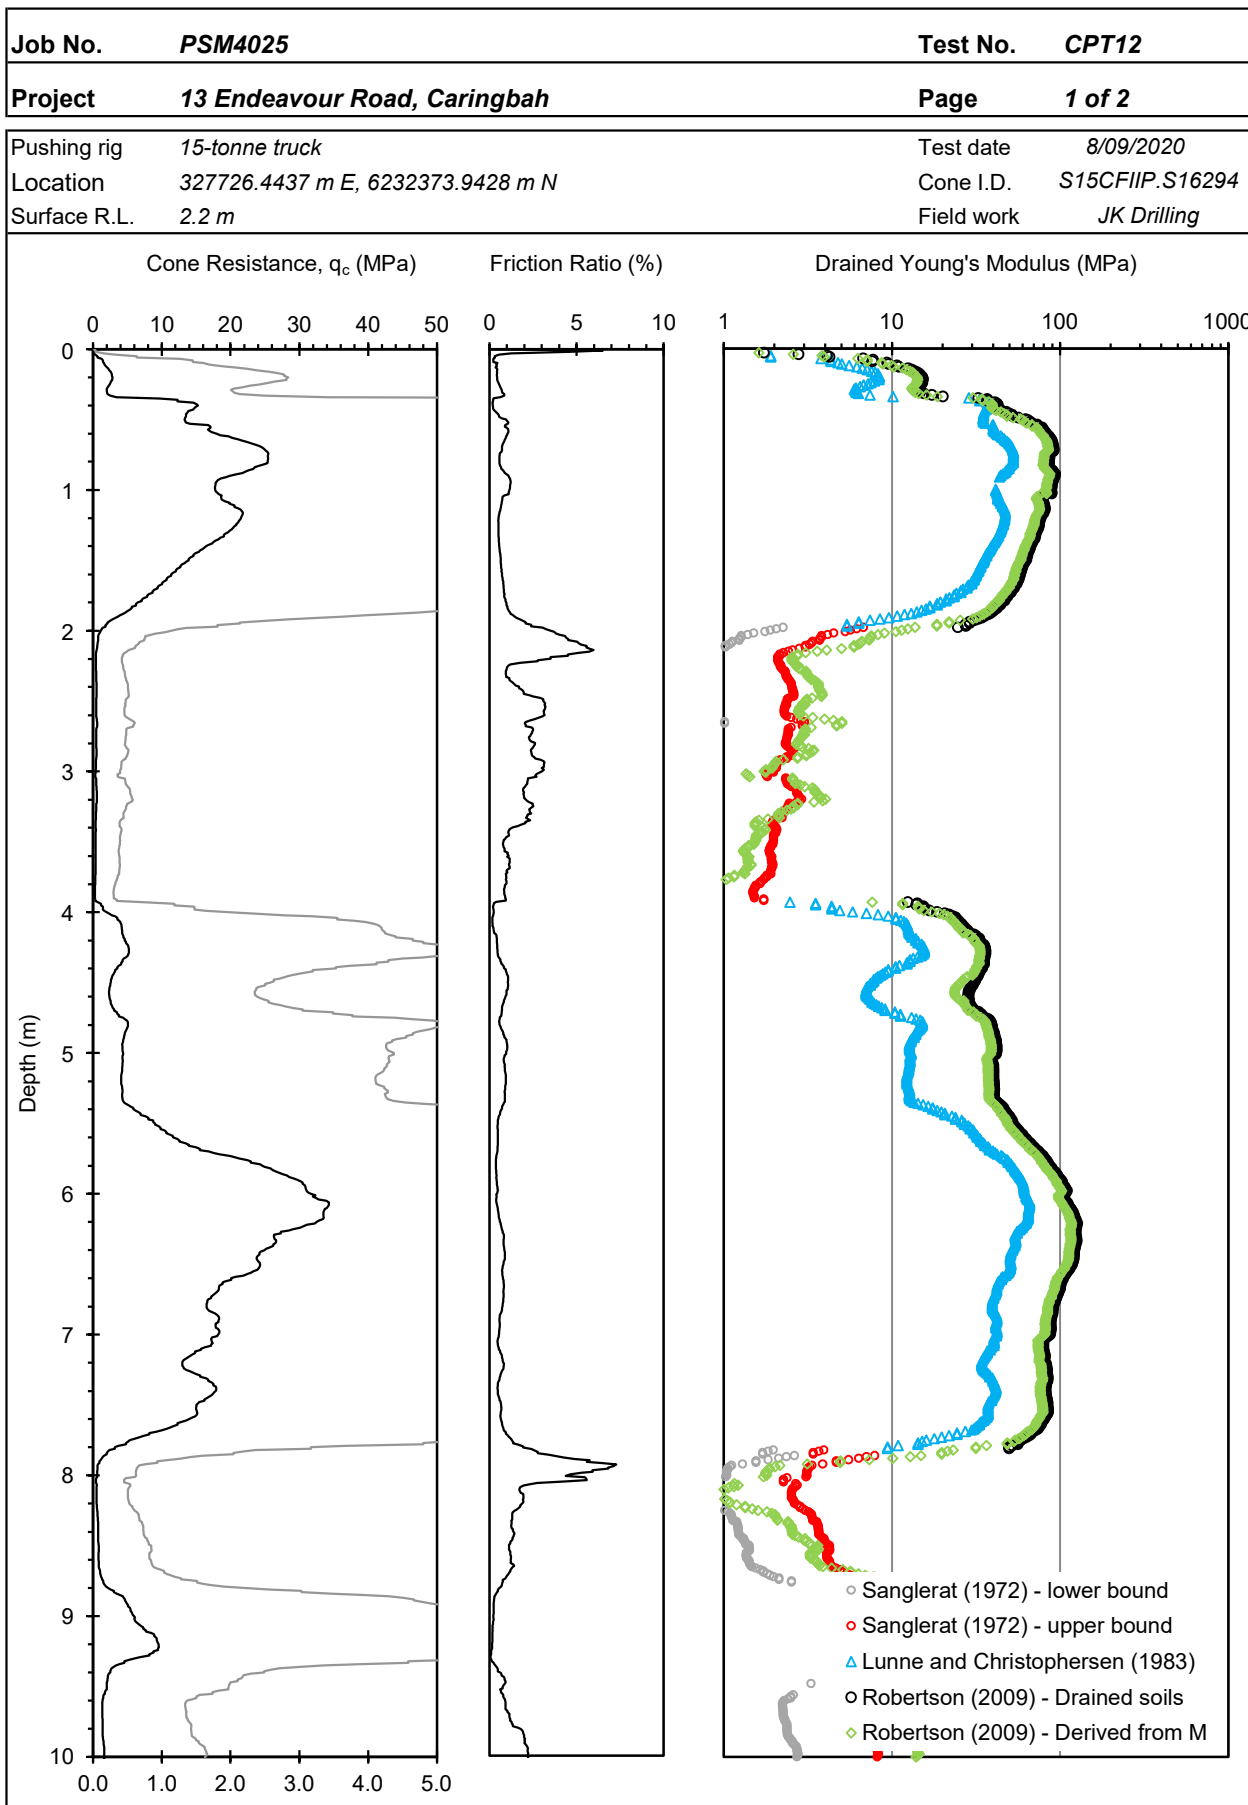 Job No. PSM4025 Test No. CPT12
Project 13 Endeavour Road, Caringbah Page 1 of 2
Pushing rig 15-tonne truck Test date 8/09/2020
Location 327726.4437 m E, 6232373.9428 m N Cone I.D. S15CFIIP.S16294
Surface R.L. 2.2 m Field work JK Drilling
Cone Resistance, qc (MPa) Friction Ratio (%) Drained Young's Modulus (MPa)
0 10 20 30 40 50 0 5 10 1 10 100 1000
0
1
2
3
4
5
6
7
8
9
10
Depth (m)
Sanglerat (1972) - lower bound
Sanglerat (1972) - upper bound
Lunne and Christophersen (1983)
Robertson (2009) - Drained soils
Robertson (2009) - Derived from M
0.0 1.0 2.0 3.0 4.0 5.0